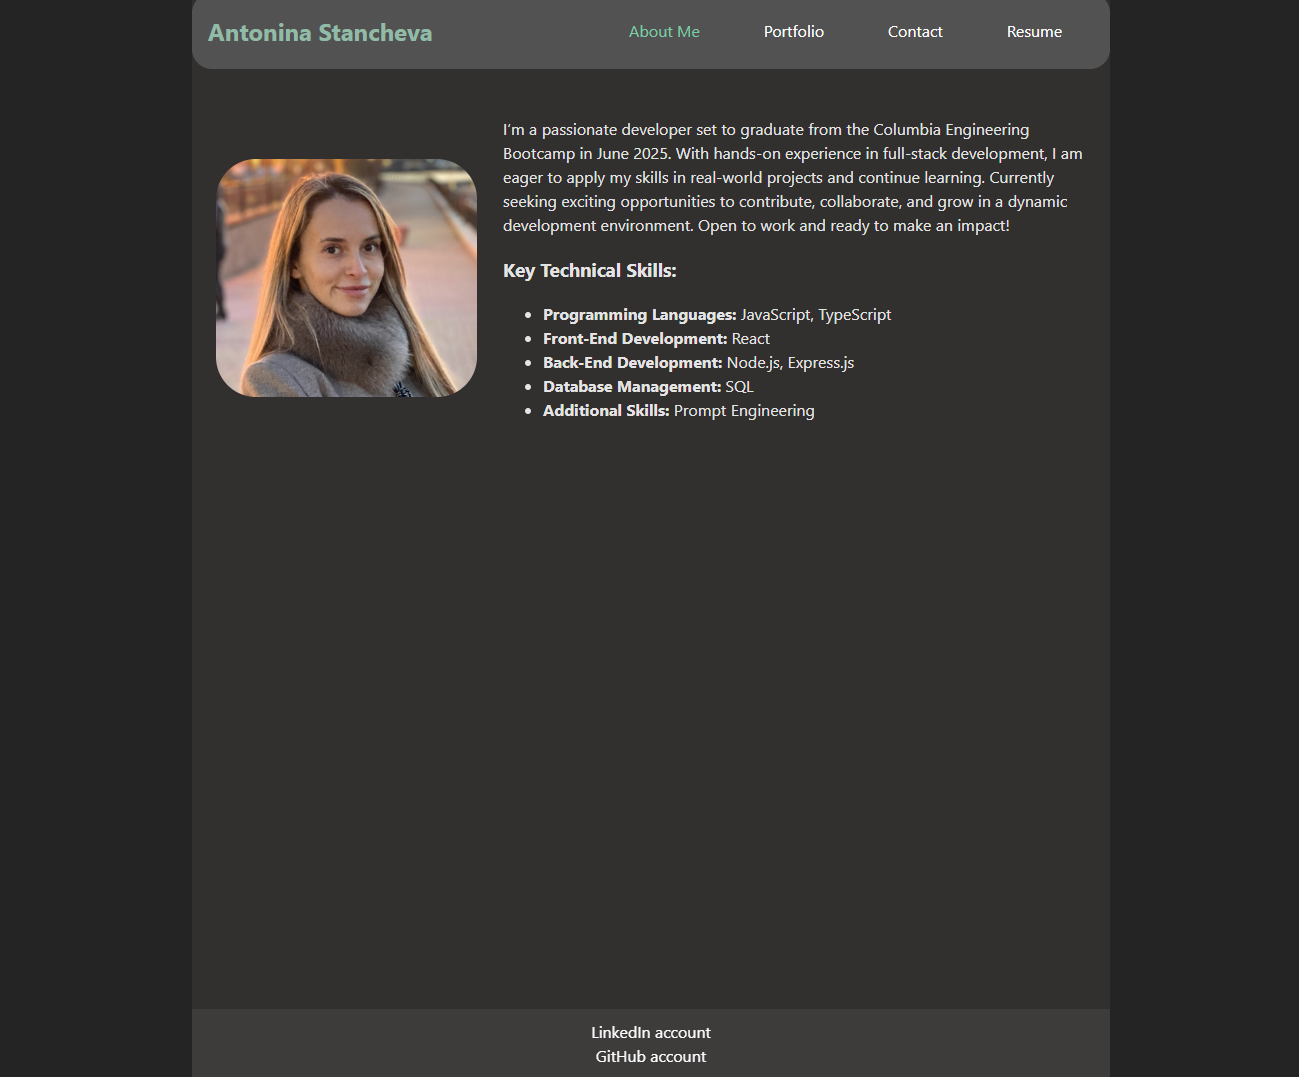 Antonina Stancheva
About Me
Portfolio
Contact
Resume
I’m a passionate developer set to graduate from the Columbia Engineering
Bootcamp in June 2025. With hands-on experience in full-stack development, I am
eager to apply my skills in real-world projects and continue learning. Currently
seeking exciting opportunities to contribute, collaborate, and grow in a dynamic
development environment. Open to work and ready to make an impact!
Key Technical Skills:
• Programming Languages: JavaScript, TypeScript
• Front-End Development: React
• Back-End Development: Node.js, Express.js
• Database Management: SQL
• Additional Skills: Prompt Engineering
LinkedIn account
GitHub account